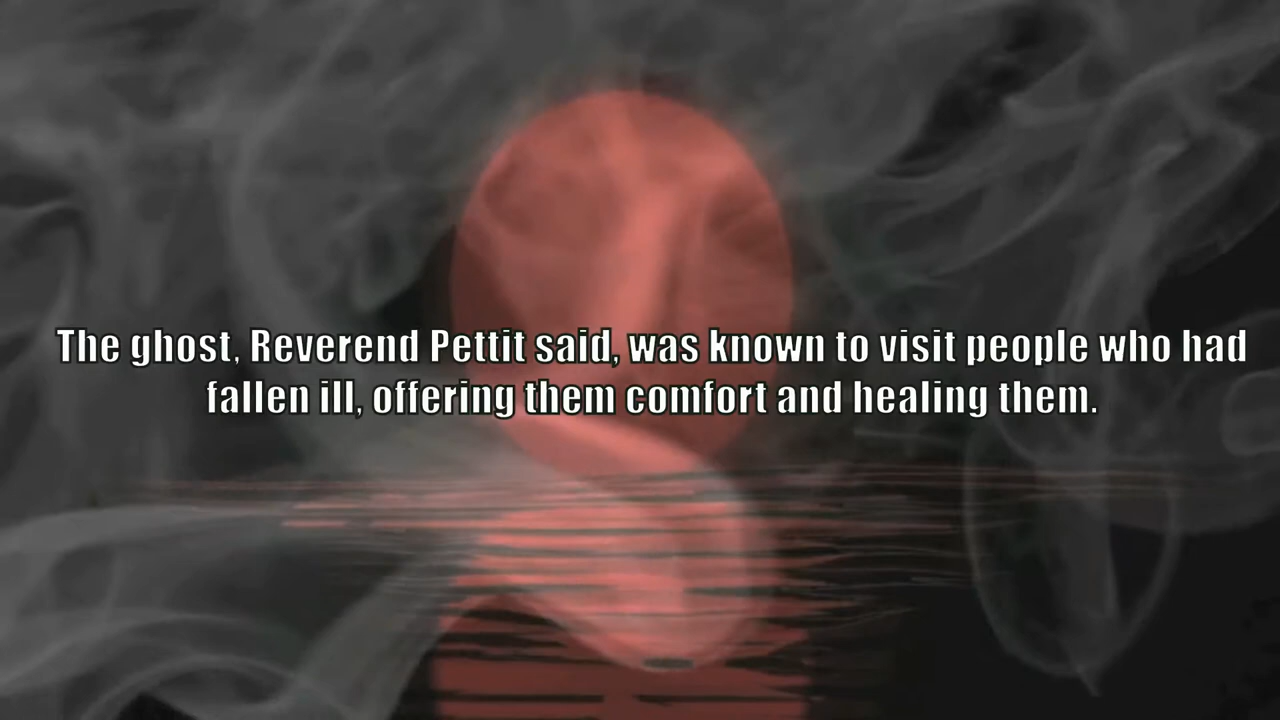 The ghost, Reverend Pettit said, was known to visit people who had
fallen ill, offering them comfort and healing them.